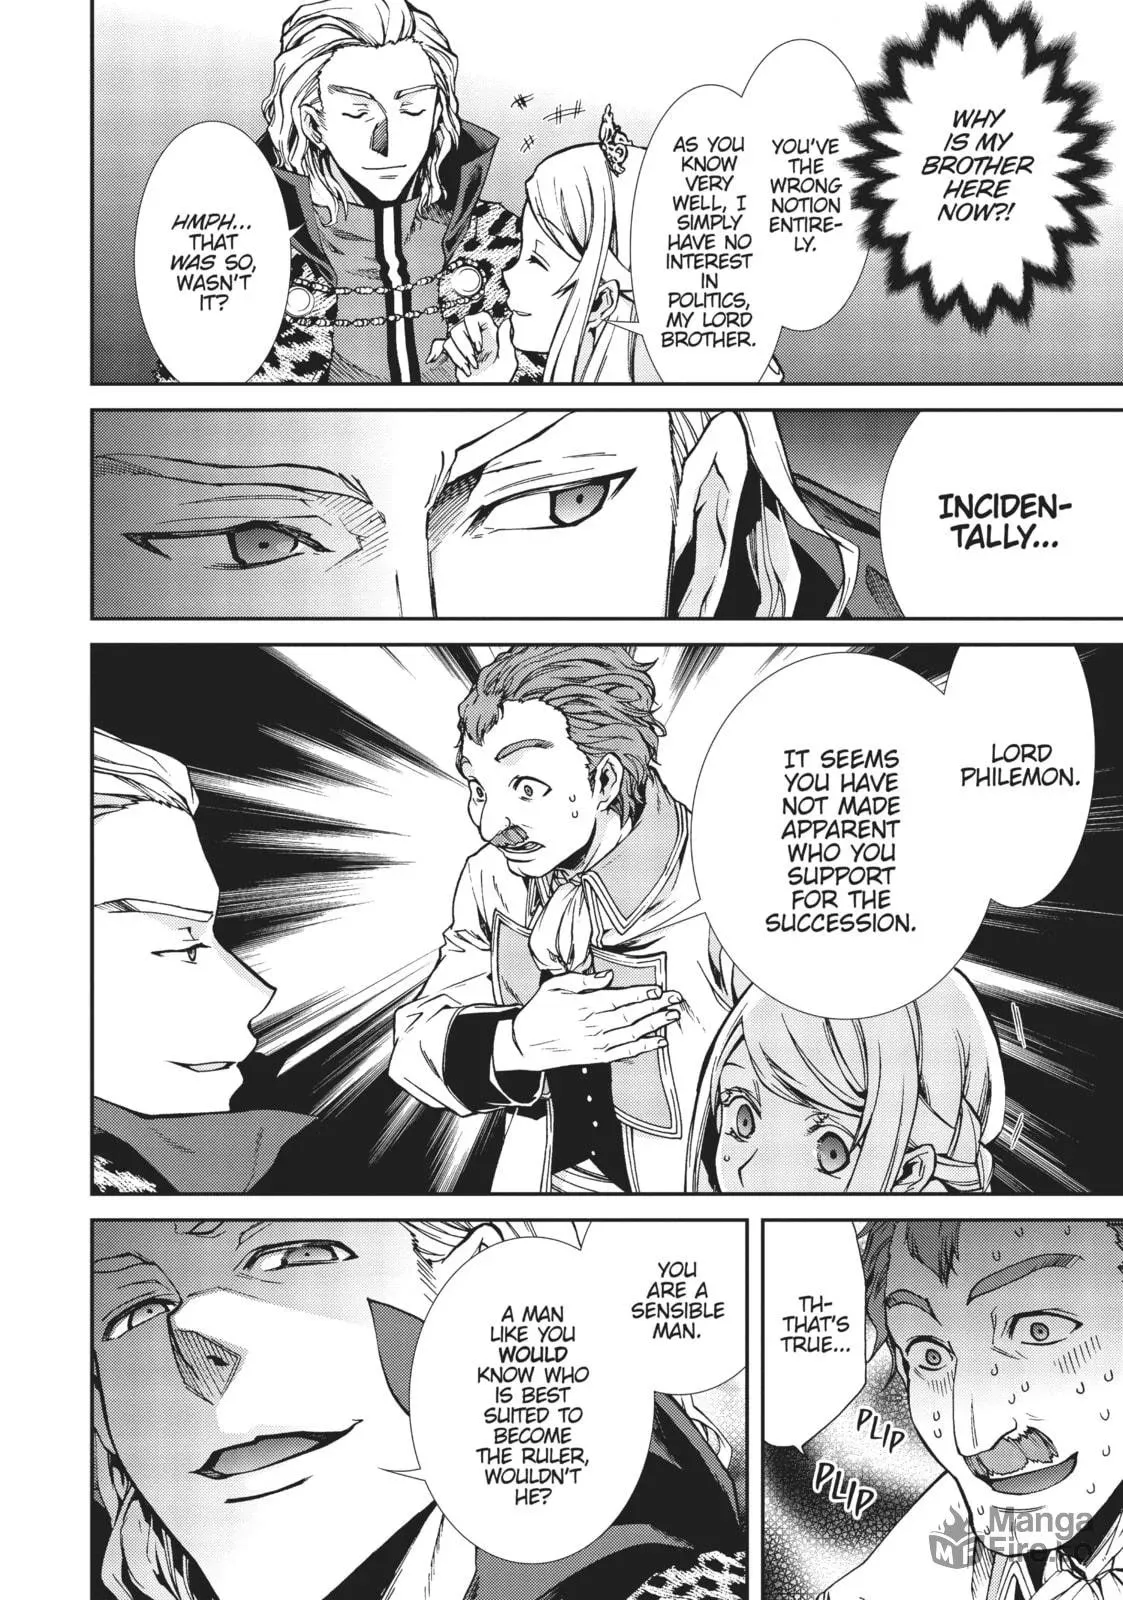 WHY
IS MY
BROTHER
HERE
NOW?!
YOU'VE
THE
WRONG
NOTION
ENTIRE-
LY.
AS YOU
KNOW
VERY
WELL, I
SIMPLY
HAVE NO
INTEREST
IN
POLITICS,
MY LORD
BROTHER.
HMPH...
THAT
WAS SO,
WASN'T
IT?
INCIDEN-
TALLY...
LORD
PHILEMON.
IT SEEMS
YOU HAVE
NOT MADE
APPARENT
WHO YOU
SUPPORT
FOR THE
SUCCESSION.
TH-
THAT'S
TRUE...
PLIP
PLIP
YOU
ARE A
SENSIBLE
MAN.
A MAN
LIKE YOU
WOULD
KNOW WHO
IS BEST
SUITED TO
BECOME
THE RULER,
WOULDN'T
HE?
Manga
Fire.to